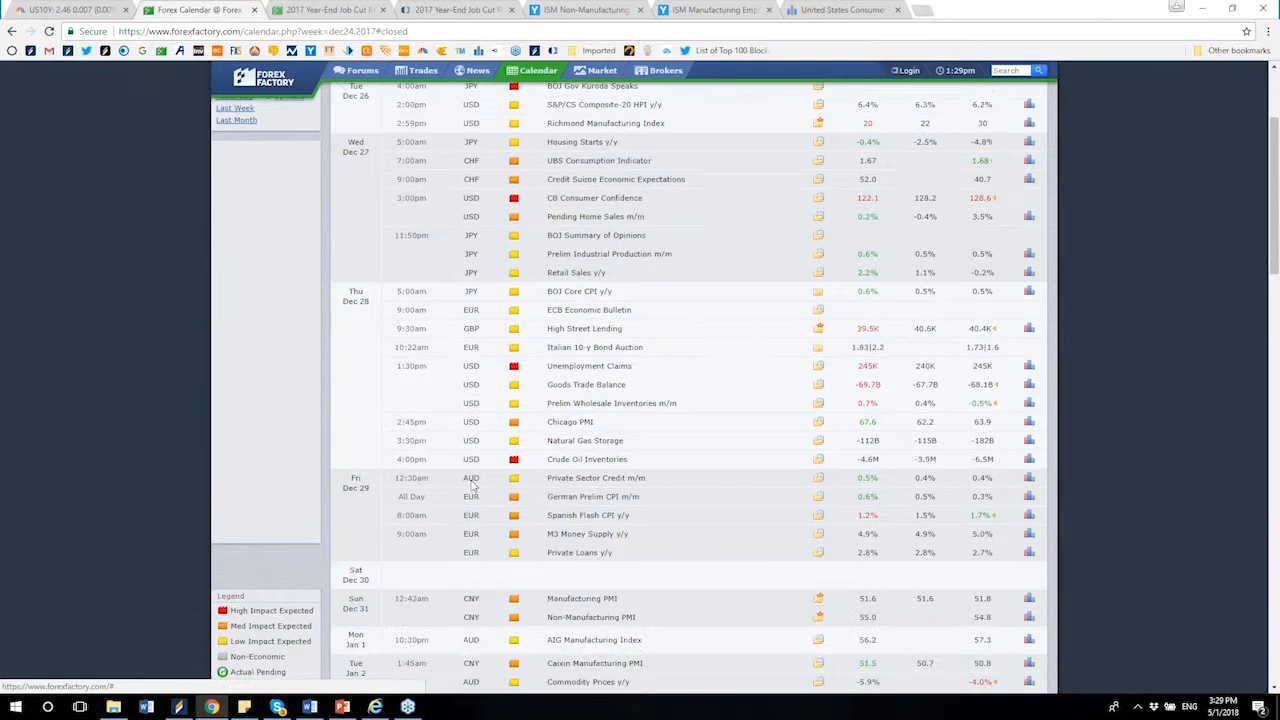 US10Y: 2.46 0.007 (0.005%
Forex Calendar @ Forex
2017 Year-End Job Cut R
2017 Year-End Job Cut R
ISM Non-Manufacturing
ISM Manufacturing Emp
United States Consume
Secure
https://www.forexfactory.com/calendar.php?week=dec24.2017#closed
Imported
List of Top 100 Block
Other bookmarks
FOREX FACTORY
Forums
Trades
News
Calendar
Market
Brokers
Login
1:29pm
Search
Last Week
Last Month
Tue Dec 26
4:00am JPY BOJ Gov Kuroda Speaks
2:00pm USD S&P/CS Composite-20 HPI y/y 6.4% 6.3% 6.2%
2:59pm USD Richmond Manufacturing Index 20 22 30
Wed Dec 27
5:00am JPY Housing Starts y/y -0.4% -2.5% -4.8%
7:00am CHF UBS Consumption Indicator 1.67 1.68
9:00am CHF Credit Suisse Economic Expectations 52.0 40.7
3:00pm USD CB Consumer Confidence 122.1 128.2 128.6
USD Pending Home Sales m/m 0.2% -0.4% 3.5%
11:50pm JPY BOJ Summary of Opinions
JPY Prelim Industrial Production m/m 0.6% 0.5% 0.5%
JPY Retail Sales y/y 2.2% 1.1% -0.2%
Thu Dec 28
5:00am JPY BOJ Core CPI y/y 0.6% 0.5% 0.5%
9:00am EUR ECB Economic Bulletin
9:30am GBP High Street Lending 39.5K 40.6K 40.4K
10:22am EUR Italian 10-y Bond Auction 1.83|2.2 1.73|1.6
1:30pm USD Unemployment Claims 245K 240K 245K
USD Goods Trade Balance -69.7B -67.7B -68.1B
USD Prelim Wholesale Inventories m/m 0.7% 0.4% -0.5%
2:45pm USD Chicago PMI 67.6 62.2 63.9
3:30pm USD Natural Gas Storage -112B -115B -182B
4:00pm USD Crude Oil Inventories -4.6M -3.9M -6.5M
Fri Dec 29
12:30am AUD Private Sector Credit m/m 0.5% 0.4% 0.4%
All Day EUR German Prelim CPI m/m 0.6% 0.5% 0.3%
8:00am EUR Spanish Flash CPI y/y 1.2% 1.5% 1.7%
9:00am EUR M3 Money Supply y/y 4.9% 4.9% 5.0%
EUR Private Loans y/y 2.8% 2.8% 2.7%
Sat Dec 30
Sun Dec 31
12:42am CNY Manufacturing PMI 51.6 51.6 51.8
CNY Non-Manufacturing PMI 55.0 54.8
Mon Jan 1
10:30pm AUD AIG Manufacturing Index 56.2 57.3
Tue Jan 2
1:45am CNY Caixin Manufacturing PMI 51.5 50.7 50.8
AUD Commodity Prices y/y -5.9% -4.0%
Legend
High Impact Expected
Med Impact Expected
Low Impact Expected
Non-Economic
Actual Pending
https://www.forexfactory.com/#
ENG
3:29 PM
5/1/2018